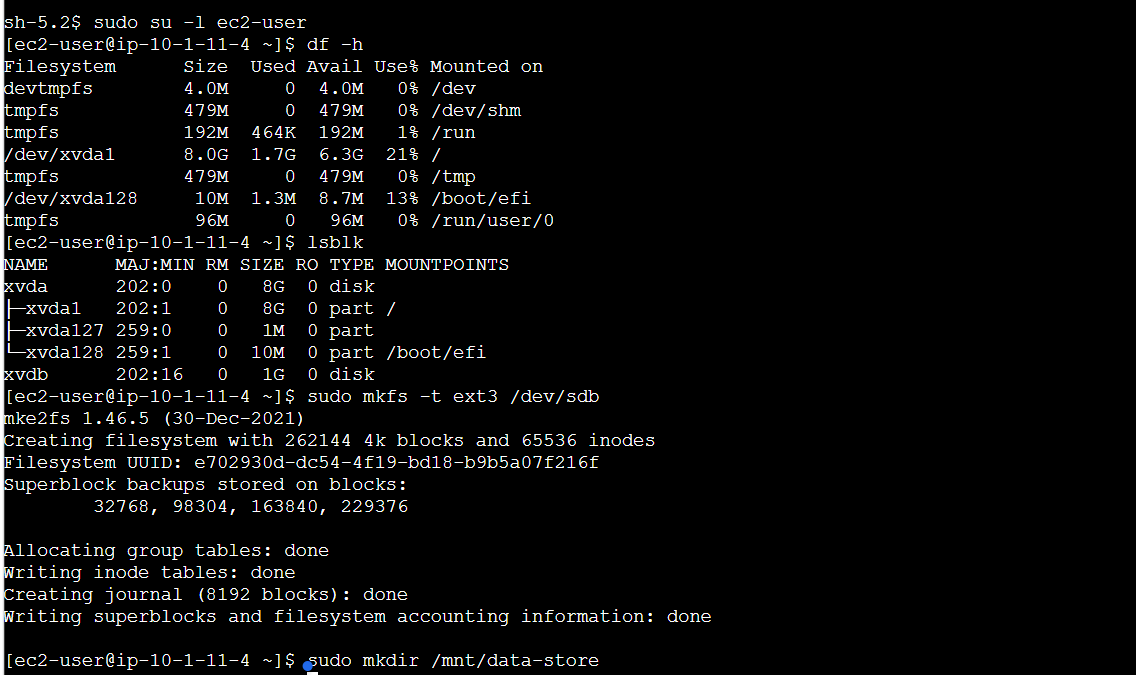 sh-5.2$ sudo su -l ec2-user
[ec2-user@ip-10-1-11-4 ~]$ df -h
Filesystem      Size  Used Avail Use% Mounted on
devtmpfs        4.0M     0  4.0M   0% /dev
tmpfs           479M     0  479M   0% /dev/shm
tmpfs           192M  464K  192M   1% /run
/dev/xvda1      8.0G  1.7G  6.3G  21% /
tmpfs           479M     0  479M   0% /tmp
/dev/xvda128     10M  1.3M  8.7M  13% /boot/efi
tmpfs            96M     0   96M   0% /run/user/0
[ec2-user@ip-10-1-11-4 ~]$ lsblk
NAME      MAJ:MIN RM SIZE RO TYPE MOUNTPOINTS
xvda      202:0    0   8G  0 disk
├─xvda1   202:1    0   8G  0 part /
├─xvda127 259:0    0   1M  0 part
└─xvda128 259:1    0  10M  0 part /boot/efi
xvdb      202:16   0   1G  0 disk
[ec2-user@ip-10-1-11-4 ~]$ sudo mkfs -t ext3 /dev/sdb
mke2fs 1.46.5 (30-Dec-2021)
Creating filesystem with 262144 4k blocks and 65536 inodes
Filesystem UUID: e702930d-dc54-4f19-bd18-b9b5a07f216f
Superblock backups stored on blocks:
        32768, 98304, 163840, 229376

Allocating group tables: done
Writing inode tables: done
Creating journal (8192 blocks): done
Writing superblocks and filesystem accounting information: done

[ec2-user@ip-10-1-11-4 ~]$ sudo mkdir /mnt/data-store